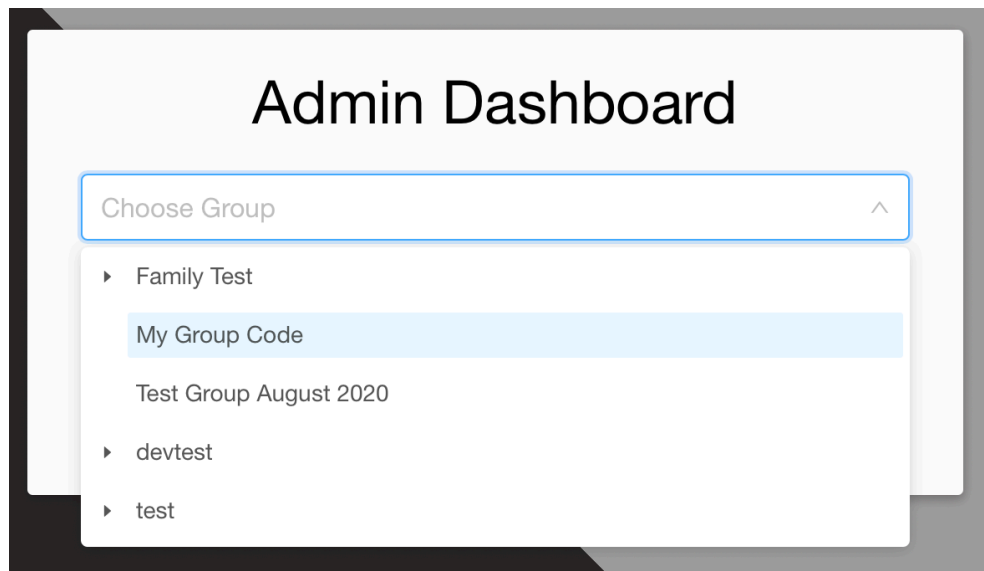 Admin Dashboard
Choose Group
Family Test
My Group Code
Test Group August 2020
devtest
test